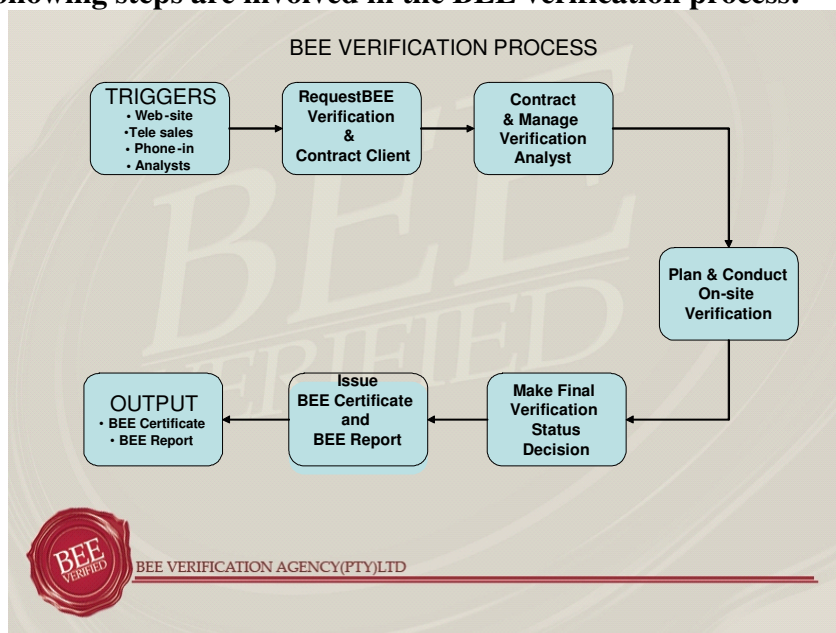 following steps are involved in the BEE verification process:
BEE VERIFICATION PROCESS
TRIGGERS
• Web-site
•Tele sales
• Phone-in
• Analysts
RequestBEE
Verification
&
Contract Client
Contract
& Manage
Verification
Analyst
Plan & Conduct
On-site
Verification
Make Final
Verification
Status
Decision
Issue
BEE Certificate
and
BEE Report
OUTPUT
• BEE Certificate
• BEE Report
BEE
VERIFIED
BEE
VERIFIED
BEE VERIFICATION AGENCY(PTY)LTD